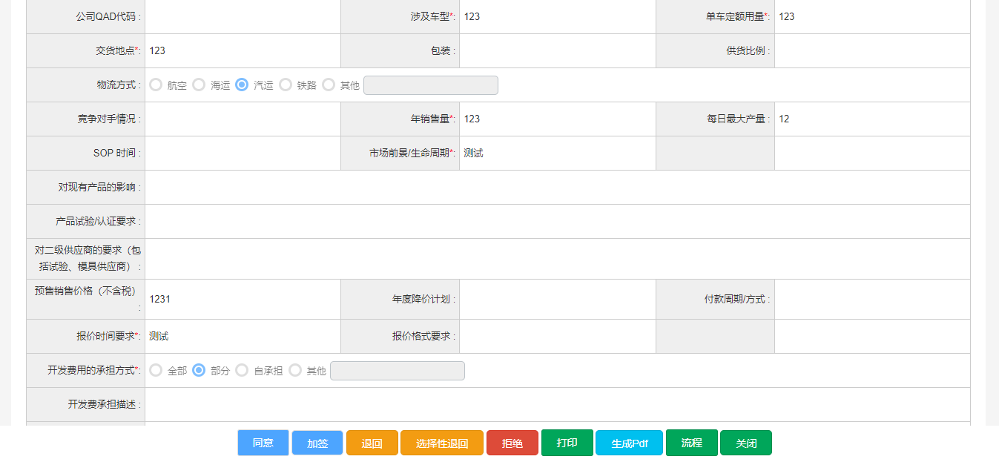 公司QAD代码 : 涉及车型*: 123 单车定额用量*: 123
交货地点*: 123 包装 : 供货比例 :
物流方式 : 航空 海运 汽运 铁路 其他
竞争对手情况 : 年销售量*: 123 每日最大产量 : 12
SOP 时间 : 市场前景/生命周期*: 测试
对现有产品的影响 :
产品试验/认证要求 :
对二级供应商的要求（包
括试验、模具供应商） :
预售销售价格（不含税）
: 1231 年度降价计划 : 付款周期/方式 :
报价时间要求*: 测试 报价格式要求 :
开发费用的承担方式*: 全部 部分 自承担 其他
开发费承担描述 :
同意 加签 退回 选择性退回 拒绝 打印 生成Pdf 流程 关闭